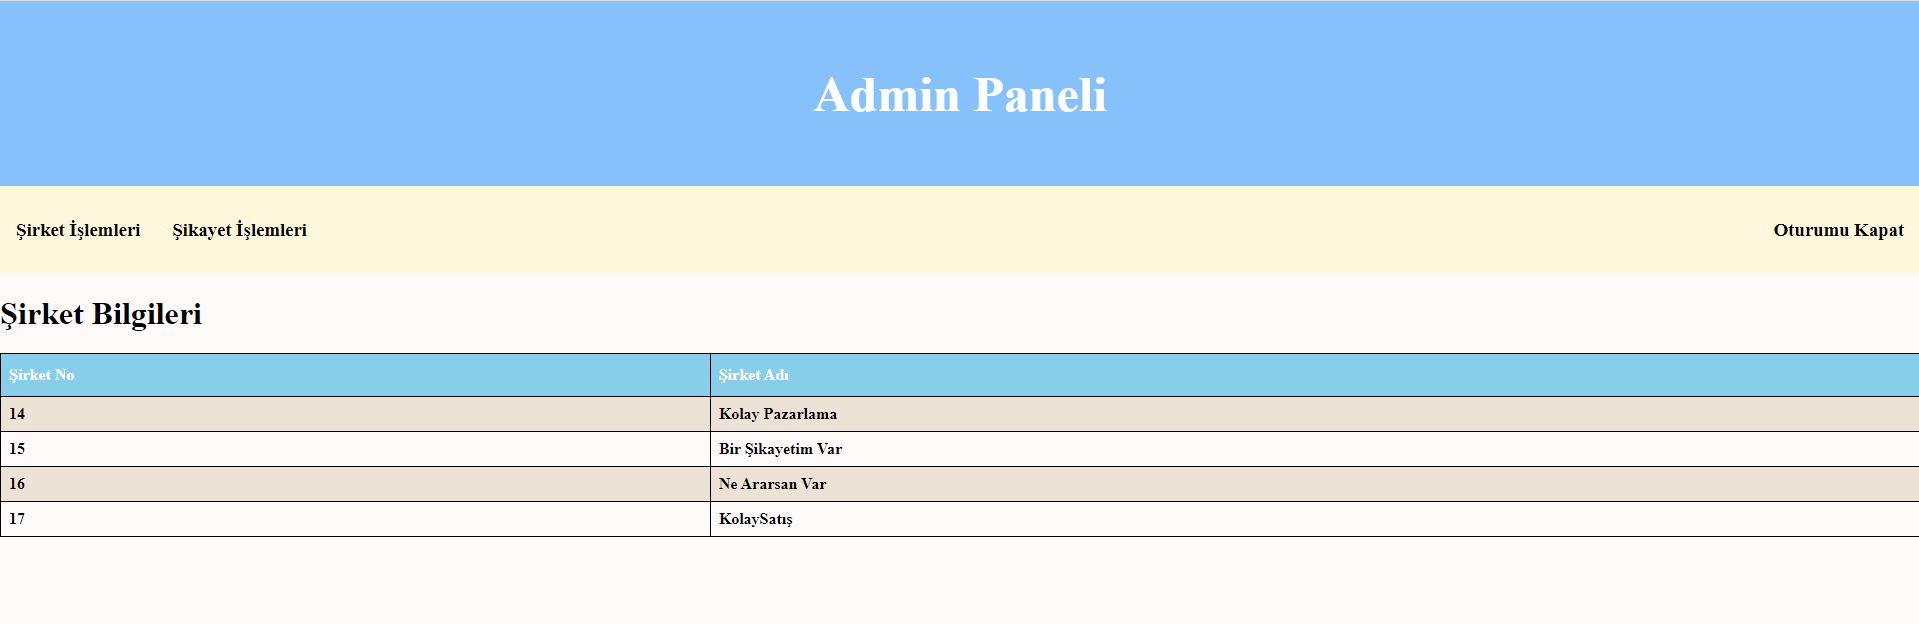 Admin Paneli
Şirket İşlemleri Şikayet İşlemleri Oturumu Kapat
Şirket Bilgileri
Şirket No Şirket Adı
14 Kolay Pazarlama
15 Bir Şikayetim Var
16 Ne Ararsan Var
17 KolaySatış